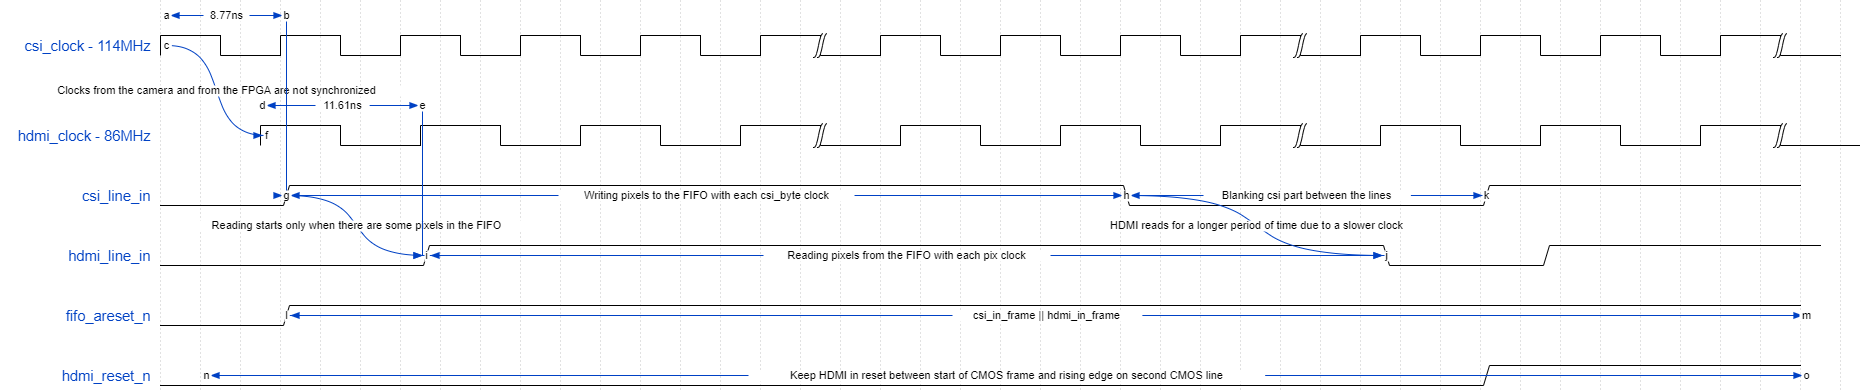 a 8.77ns b
csi_clock - 114MHz c
Clocks from the camera and from the FPGA are not synchronized
d 11.61ns e
hdmi_clock - 86MHz f
csi_line_in g Writing pixels to the FIFO with each csi_byte clock h Blanking csi part between the lines k
Reading starts only when there are some pixels in the FIFO HDMI reads for a longer period of time due to a slower clock
hdmi_line_in i Reading pixels from the FIFO with each pix clock j
fifo_areset_n l csi_in_frame || hdmi_in_frame m
hdmi_reset_n n Keep HDMI in reset between start of CMOS frame and rising edge on second CMOS line o